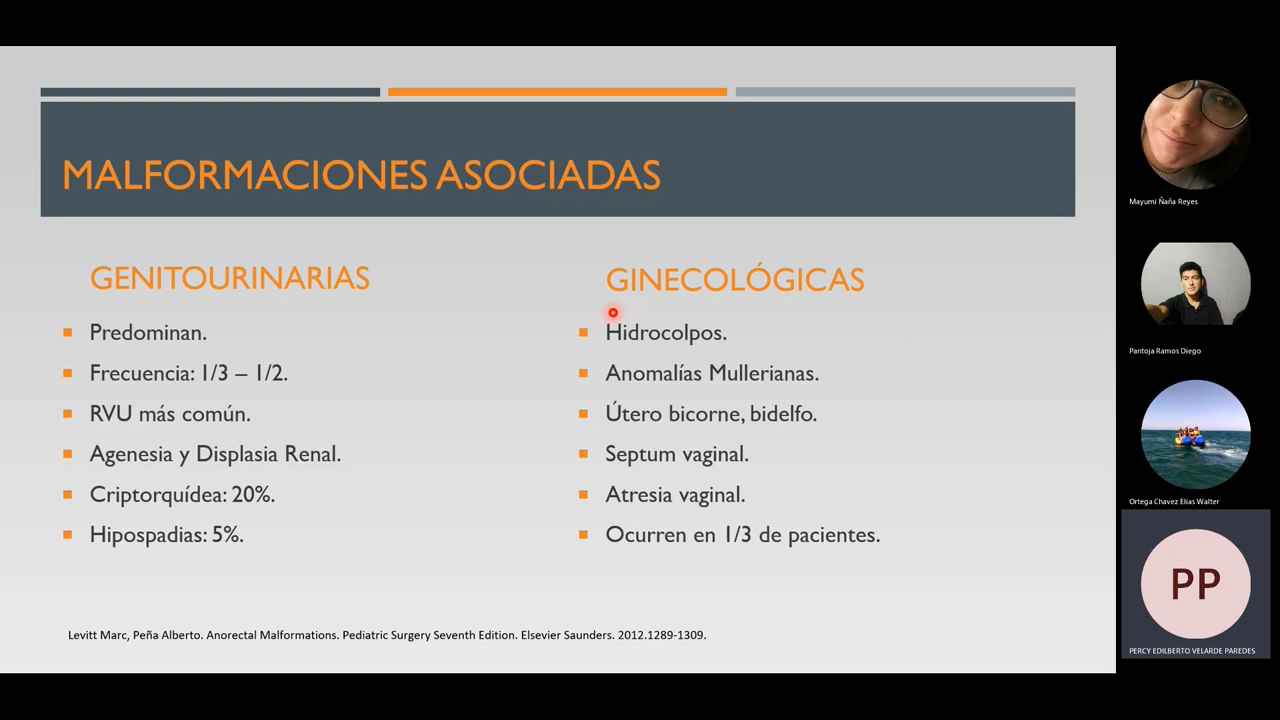 MALFORMACIONES ASOCIADAS
GENITOURINARIAS
Predominan.
Frecuencia: 1/3 – 1/2.
RVU más común.
Agenesia y Displasia Renal.
Criptorquídea: 20%.
Hipospadias: 5%.
GINECOLÓGICAS
Hidrocolpos.
Anomalías Mullerianas.
Útero bicorne, bidelfo.
Septum vaginal.
Atresia vaginal.
Ocurren en 1/3 de pacientes.
Levitt Marc, Peña Alberto. Anorectal Malformations. Pediatric Surgery Seventh Edition. Elsevier Saunders. 2012.1289-1309.
Mayumi Ñaña Reyes
Pantoja Ramos Diego
Ortega Chavez Elias Walter
PP
PERCY EDILBERTO VELARDE PAREDES